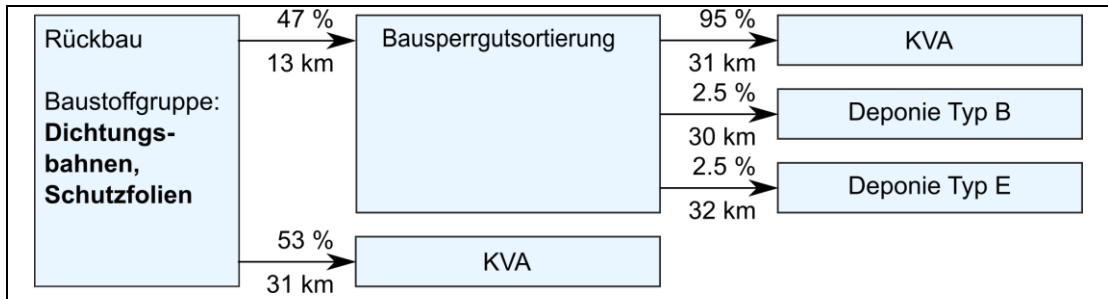 Rückbau
Baustoffgruppe:
Dichtungs-
bahnen,
Schutzfolien
47 %
13 km
Bausperrgutsortierung
95 %
31 km
KVA
2.5 %
30 km
Deponie Typ B
2.5 %
32 km
Deponie Typ E
53 %
31 km
KVA